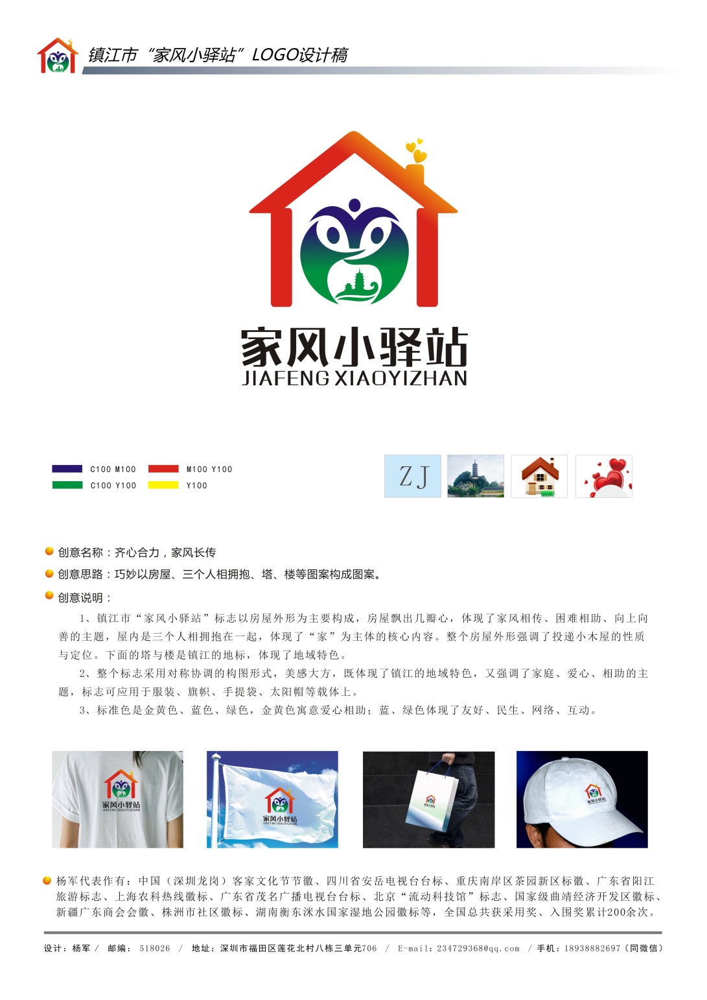 镇江市“家风小驿站”LOGO设计稿
家风小驿站
JIAFENG XIAOYIZHAN
C100 M100
M100 Y100
C100 Y100
Y100
ZJ
创意名称：齐心合力，家风长传
创意思路：巧妙以房屋、三个人相拥抱、塔、楼等图案构成图案。
创意说明：
1、镇江市“家风小驿站”标志以房屋外形为主要构成，房屋飘出几瓣心，体现了家风相传、困难相助、向上向
善的主题，屋内是三个人相拥抱在一起，体现了“家”为主体的核心内容。整个房屋外形强调了投递小木屋的性质
与定位。下面的塔与楼是镇江的地标，体现了地域特色。
2、整个标志采用对称协调的构图形式，美感大方，既体现了镇江的地域特色，又强调了家庭、爱心、相助的主
题，标志可应用于服装、旗帜、手提袋、太阳帽等载体上。
3、标准色是金黄色、蓝色、绿色，金黄色寓意爱心相助；蓝、绿色体现了友好、民生、网络、互动。
家风小驿站
JIAFENG XIAOYIZHAN
家风小驿站
JIAFENG XIAOYIZHAN
家风小驿站
家风小驿站
杨军代表作有：中国（深圳龙岗）客家文化节节徽、四川省安岳电视台台标、重庆南岸区茶园新区标徽、广东省阳江
旅游标志、上海农科热线徽标、广东省茂名广播电视台台标、北京“流动科技馆”标志、国家级曲靖经济开发区徽标、
新疆广东商会会徽、株洲市社区徽标、湖南衡东洣水国家湿地公园徽标等，全国总共获采用奖、入围奖累计200余次。
设计：杨军 / 邮编： 518026 / 地址：深圳市福田区莲花北村八栋三单元706 / E-mail：234729368@qq.com / 手机：18938882697（同微信）